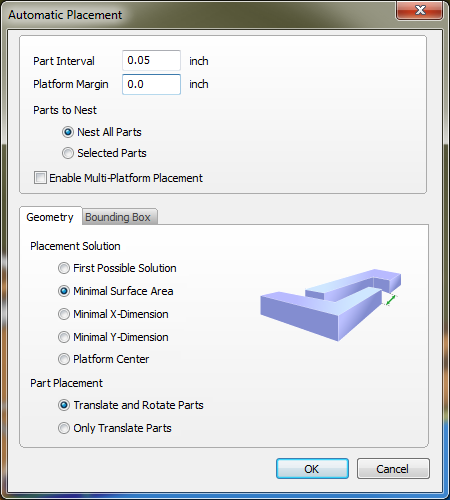 Automatic Placement
Part Interval 0.05 inch
Platform Margin 0.0 inch
Parts to Nest
Nest All Parts
Selected Parts
Enable Multi-Platform Placement
Geometry Bounding Box
Placement Solution
First Possible Solution
Minimal Surface Area
Minimal X-Dimension
Minimal Y-Dimension
Platform Center
Part Placement
Translate and Rotate Parts
Only Translate Parts
OK Cancel